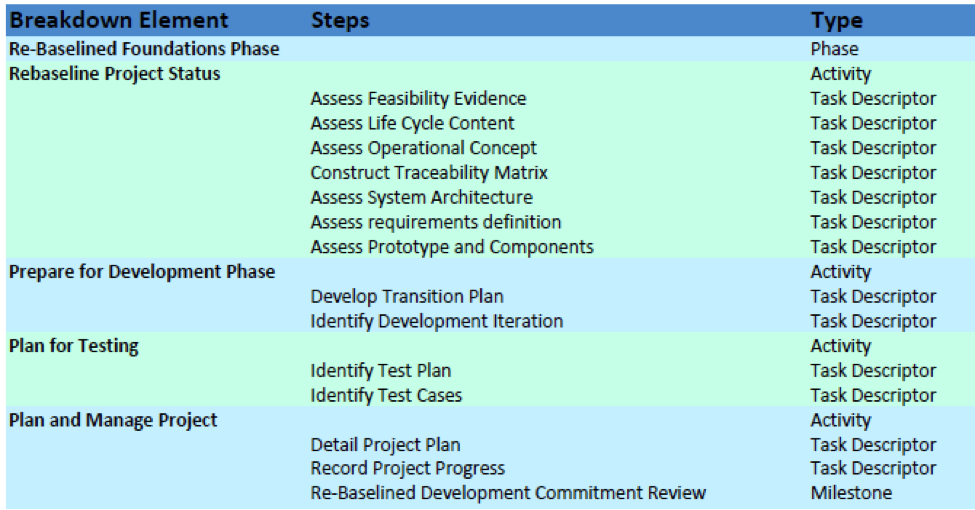 Breakdown Element Steps Type
Re-Baselined Foundations Phase Phase
Rebaseline Project Status Activity
Assess Feasibility Evidence Task Descriptor
Assess Life Cycle Content Task Descriptor
Assess Operational Concept Task Descriptor
Construct Traceability Matrix Task Descriptor
Assess System Architecture Task Descriptor
Assess requirements definition Task Descriptor
Assess Prototype and Components Task Descriptor
Prepare for Development Phase Activity
Develop Transition Plan Task Descriptor
Identify Development Iteration Task Descriptor
Plan for Testing Activity
Identify Test Plan Task Descriptor
Identify Test Cases Task Descriptor
Plan and Manage Project Activity
Detail Project Plan Task Descriptor
Record Project Progress Task Descriptor
Re-Baselined Development Commitment Review Milestone